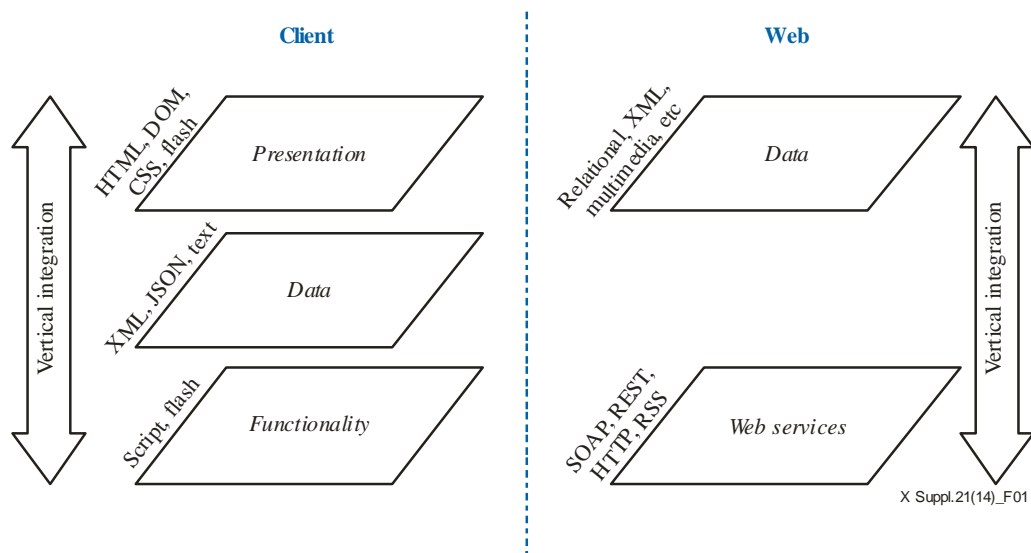 Client
Web
HTML, DOM,
CSS, flash
Presentation
Relational, XML,
multimedia, etc
Data
Vertical integration
XML, JSON, text
Data
Vertical integration
Script, flash
Functionality
SOAP, REST,
HTTP, RSS
Web services
X Suppl.21(14)_F01